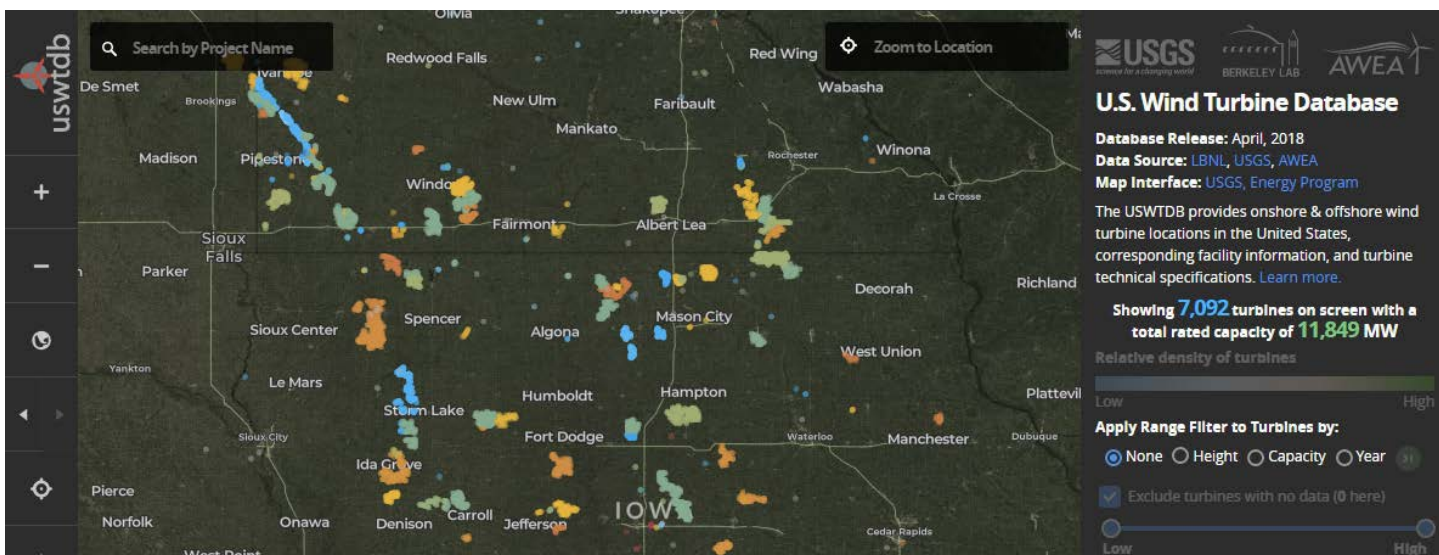 uswtdb
Search by Project Name
Zoom to Location
Olivia
Redwood Falls
Red Wing
De Smet
Ivanhoe
Brookings
Wabasha
New Ulm
Faribault
Mankato
Madison
Pipestone
Rochester
Winona
Windom
La Crosse
Fairmont
Albert Lea
Sioux
Falls
Parker
Decorah
Richland
Spencer
Mason City
Sioux Center
Algona
West Union
Yankton
Le Mars
Humboldt
Hampton
Plattevil
Storm Lake
Sioux City
Fort Dodge
Waterloo
Manchester
Dubuque
Ida Grove
Pierce
IOW
Norfolk
Onawa
Denison
Carroll
Jefferson
Cedar Rapids
West Point
USGS
science for a changing world
BERKELEY LAB
AWEA
U.S. Wind Turbine Database
Database Release: April, 2018
Data Source: LBNL, USGS, AWEA
Map Interface: USGS, Energy Program
The USWTDB provides onshore & offshore wind
turbine locations in the United States,
corresponding facility information, and turbine
technical specifications. Learn more.
Showing 7,092 turbines on screen with a
total rated capacity of 11,849 MW
Relative density of turbines
Low High
Apply Range Filter to Turbines by:
None Height Capacity Year
Exclude turbines with no data (0 here)
Low High